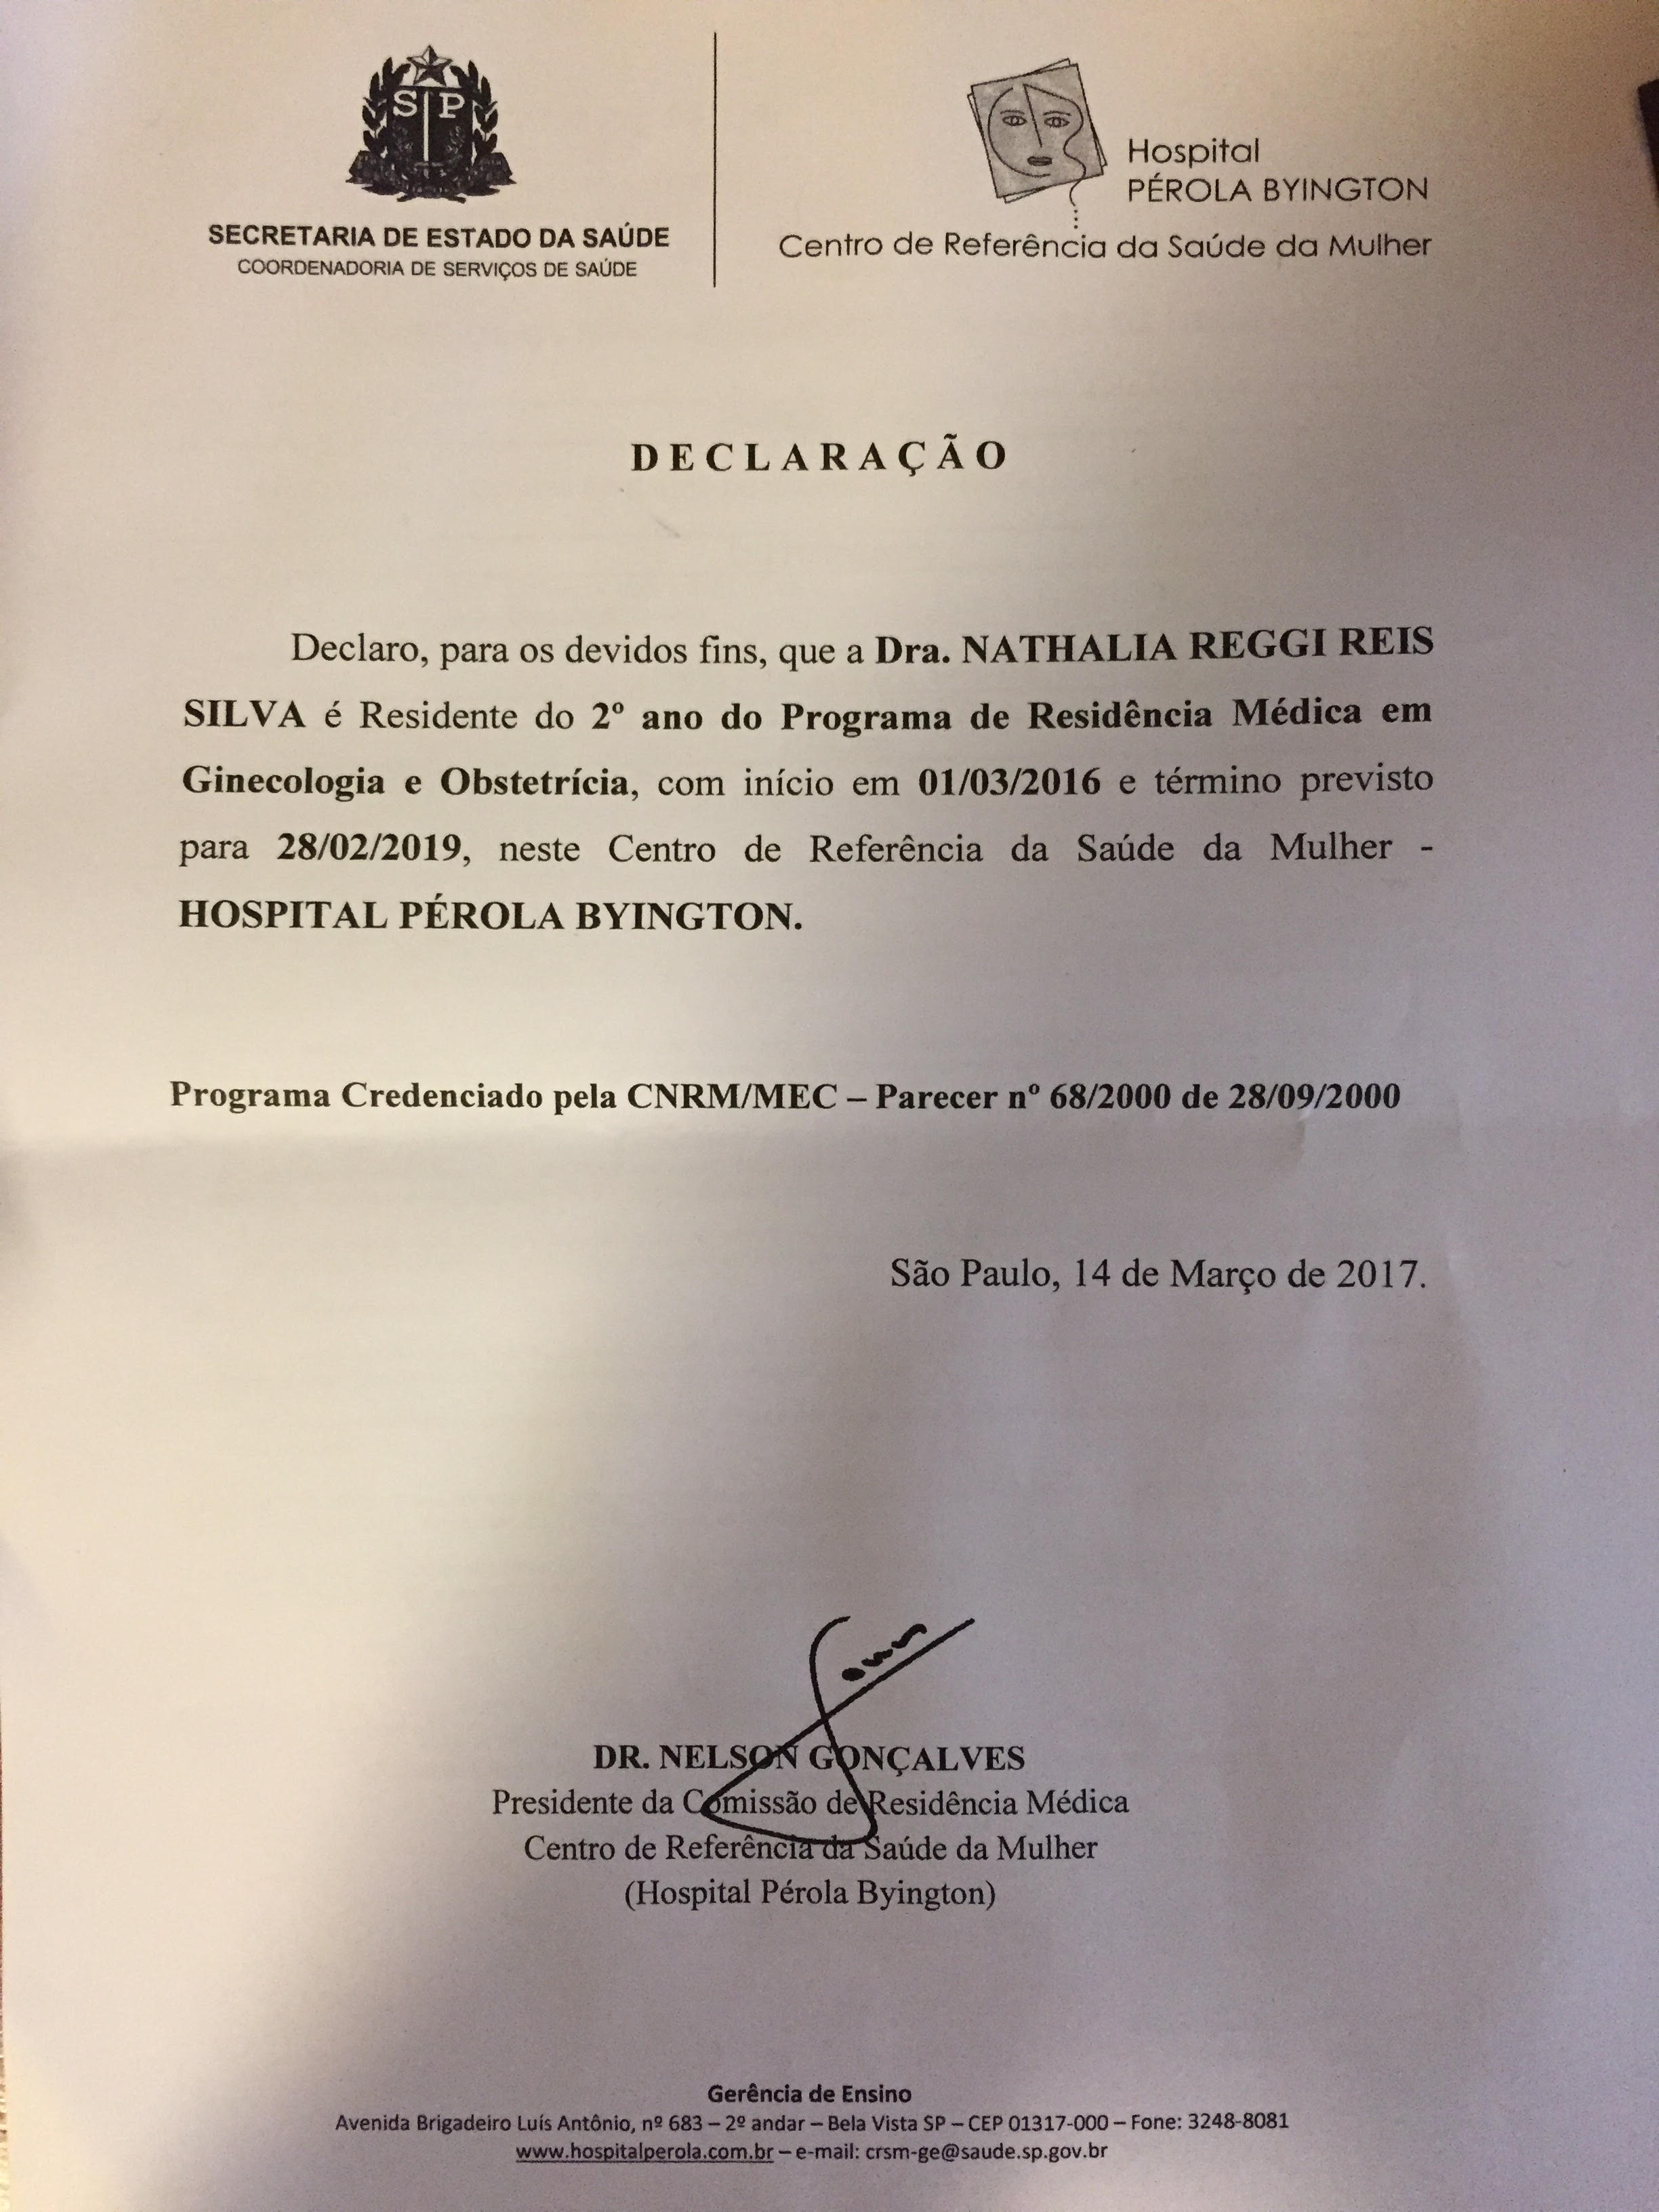 SP
SECRETARIA DE ESTADO DA SAÚDE
COORDENADORIA DE SERVIÇOS DE SAÚDE
Hospital
PÉROLA BYINGTON
Centro de Referência da Saúde da Mulher
DECLARAÇÃO
Declaro, para os devidos fins, que a Dra. NATHALIA REGGI REIS
SILVA é Residente do 2º ano do Programa de Residência Médica em
Ginecologia e Obstetrícia, com início em 01/03/2016 e término previsto
para 28/02/2019, neste Centro de Referência da Saúde da Mulher -
HOSPITAL PÉROLA BYINGTON.
Programa Credenciado pela CNRM/MEC – Parecer nº 68/2000 de 28/09/2000
São Paulo, 14 de Março de 2017.
DR. NELSON GONÇALVES
Presidente da Comissão de Residência Médica
Centro de Referência da Saúde da Mulher
(Hospital Pérola Byington)
Gerência de Ensino
Avenida Brigadeiro Luís Antônio, nº 683 – 2º andar – Bela Vista SP – CEP 01317-000 – Fone: 3248-8081
www.hospitalperola.com.br – e-mail: crsm-ge@saude.sp.gov.br